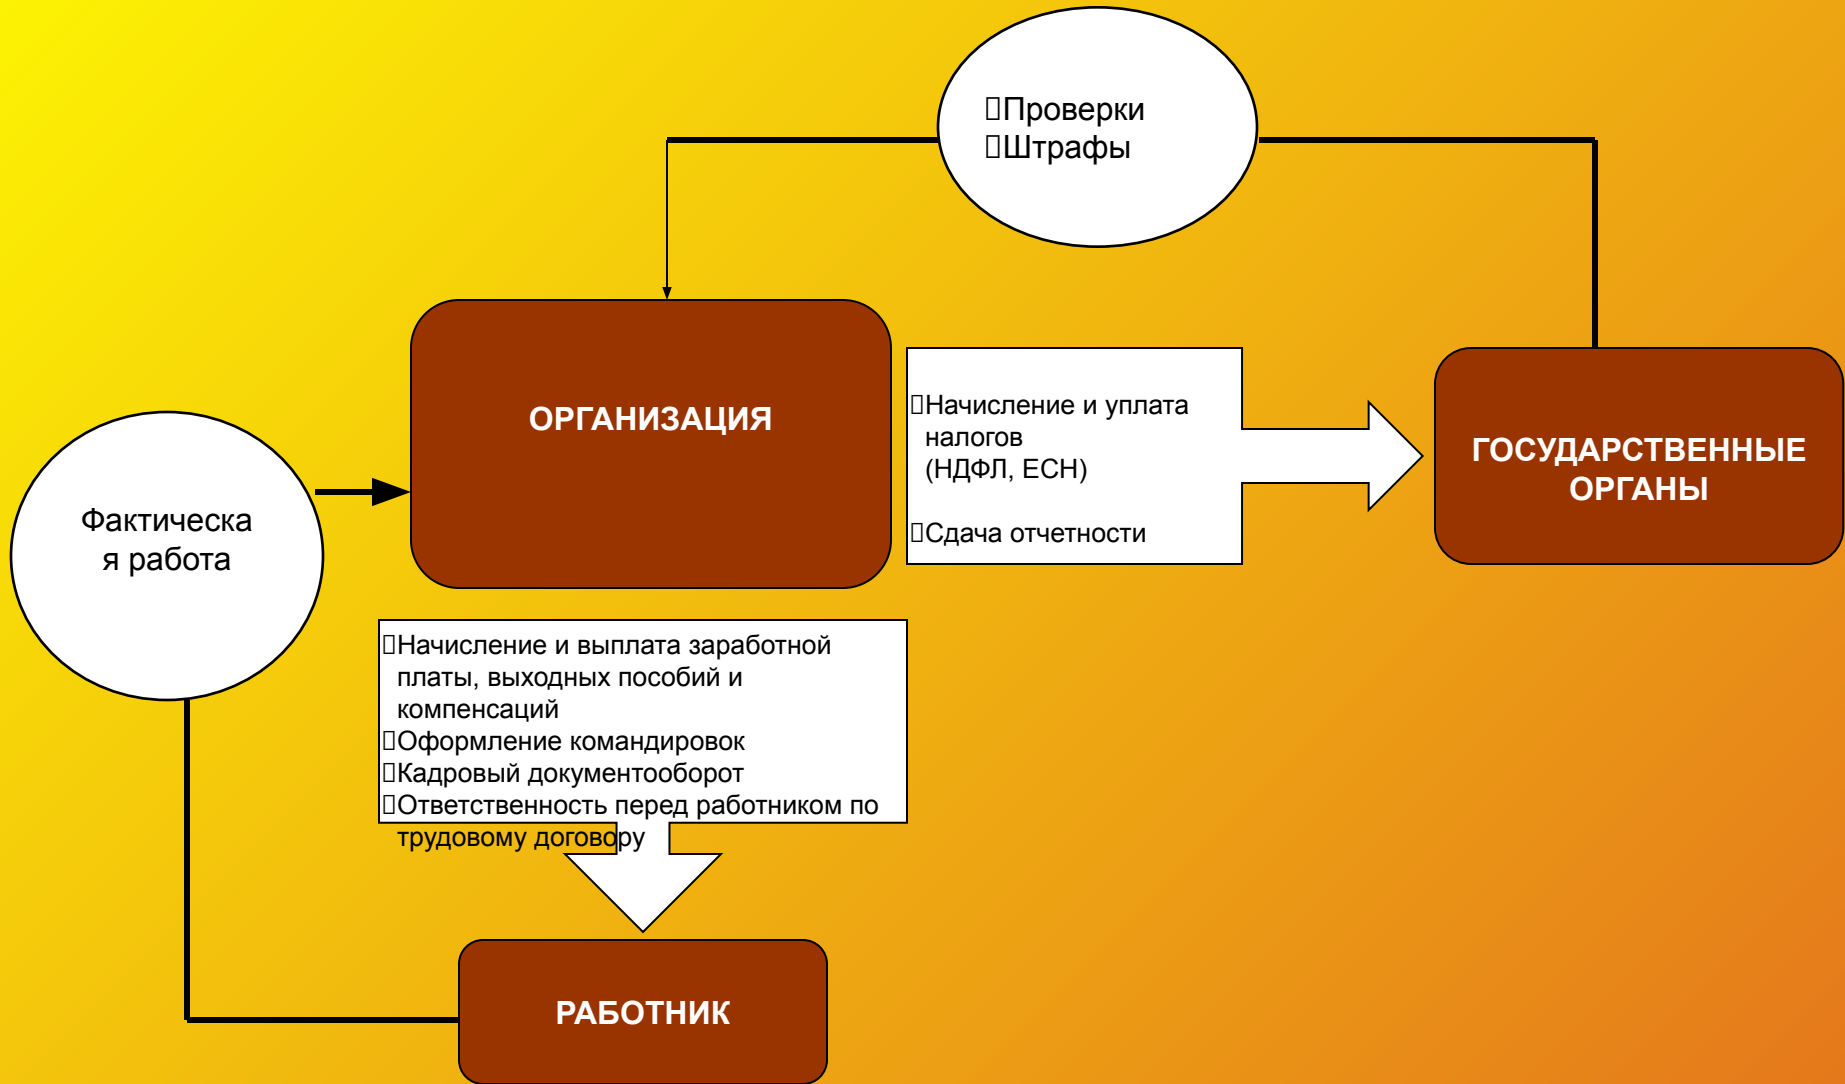 Проверки
Штрафы
ОРГАНИЗАЦИЯ
Начисление и уплата
налогов
(НДФЛ, ЕСН)
Сдача отчетности
ГОСУДАРСТВЕННЫЕ
ОРГАНЫ
Фактическа
я работа
Начисление и выплата заработной
платы, выходных пособий и
компенсаций
Оформление командировок
Кадровый документооборот
Ответственность перед работником по
трудовому договору
РАБОТНИК